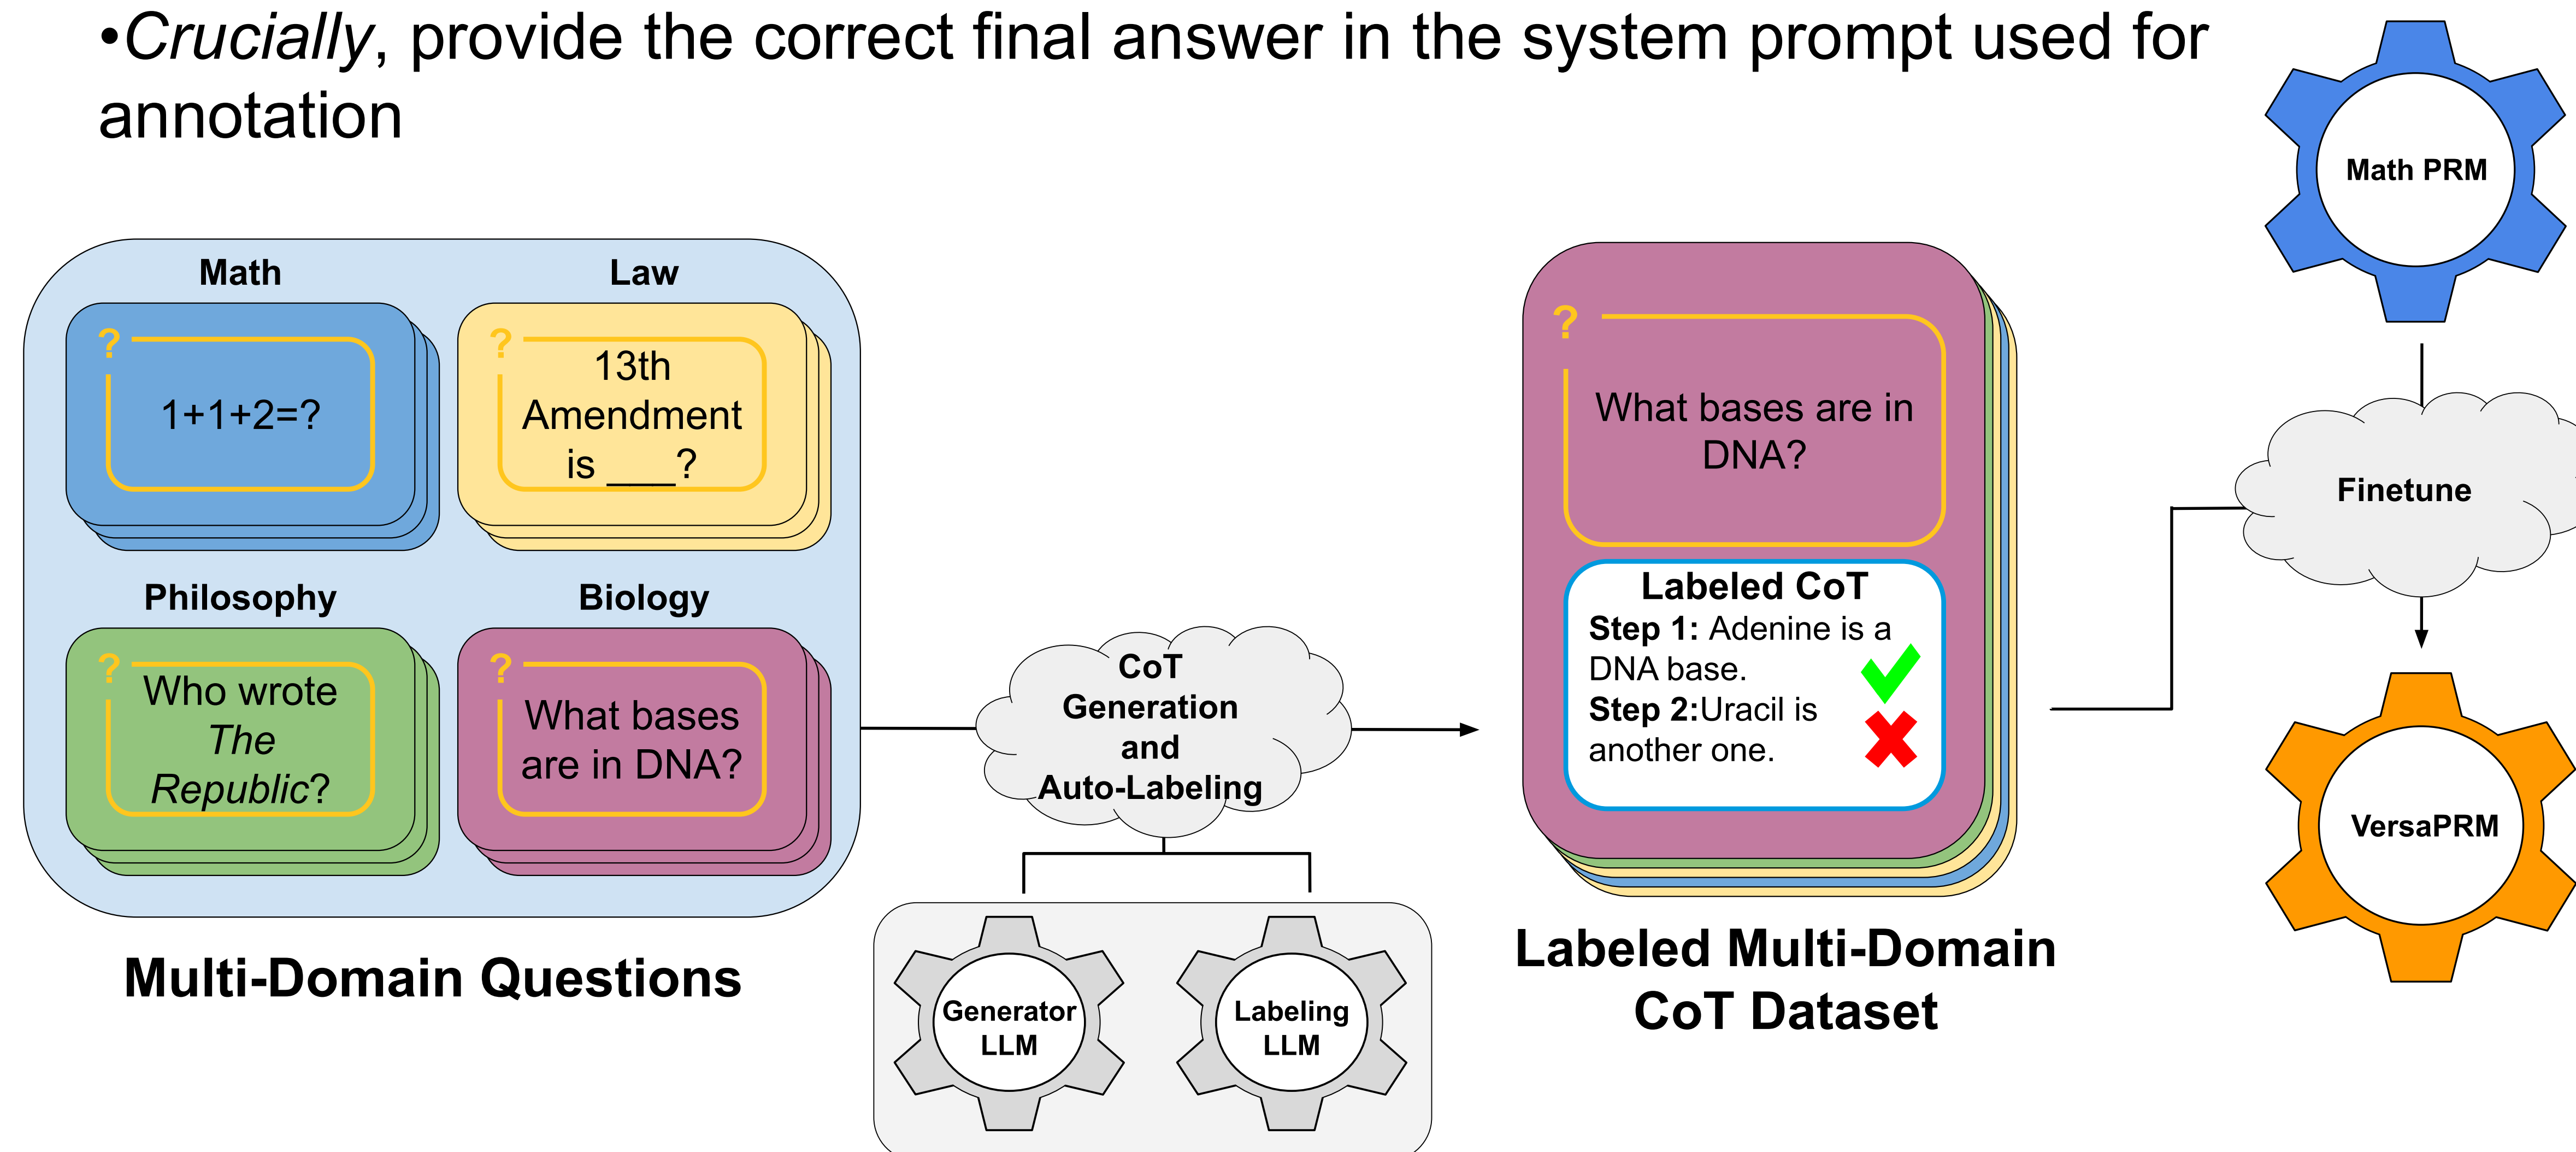 •Crucially, provide the correct final answer in the system prompt used for
annotation
Math
?
1+1+2=?
Law
?
13th
Amendment
is ___?
Philosophy
?
Who wrote
The
Republic?
Biology
?
What bases
are in DNA?
Multi-Domain Questions
CoT
Generation
and
Auto-Labeling
Generator
LLM
Labeling
LLM
?
What bases are in
DNA?
Labeled CoT
Step 1: Adenine is a
DNA base.
Step 2:Uracil is
another one.
Labeled Multi-Domain
CoT Dataset
Math PRM
Finetune
VersaPRM